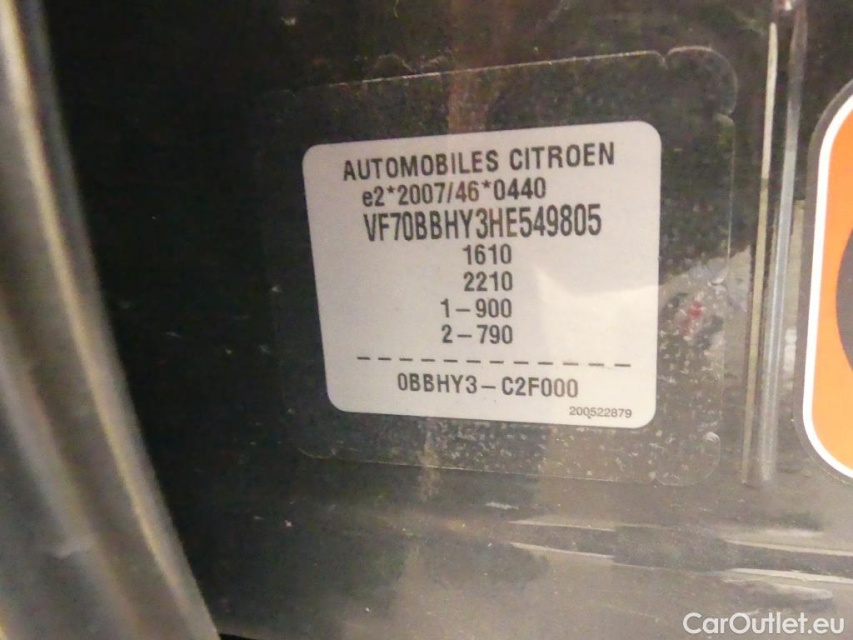 AUTOMOBILES CITROEN
e2*2007/46*0440
VF70BBHY3HE549805
1610
2210
1-900
2-790
0BBHY3-C2F000
200522879
CarOutlet.eu